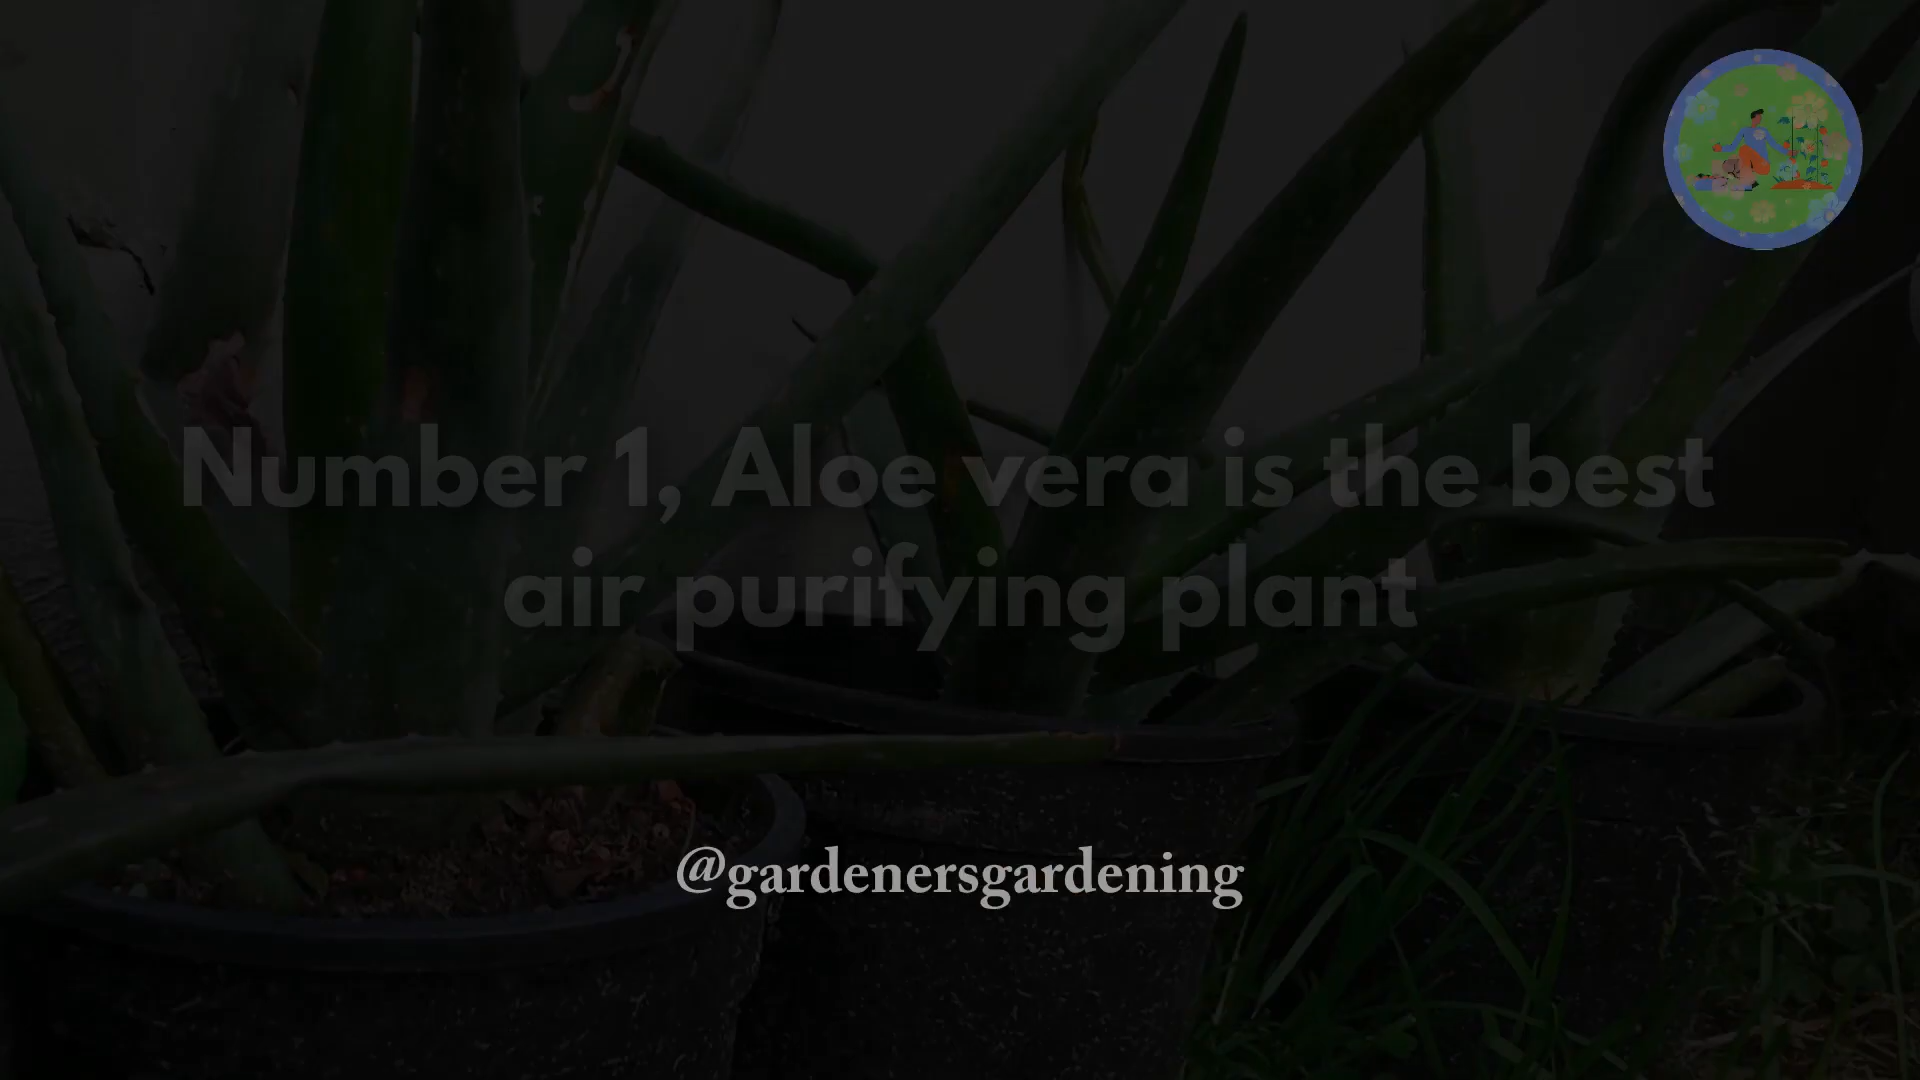 Number 1, Aloe vera is the best
air purifying plant
@gardenersgardening